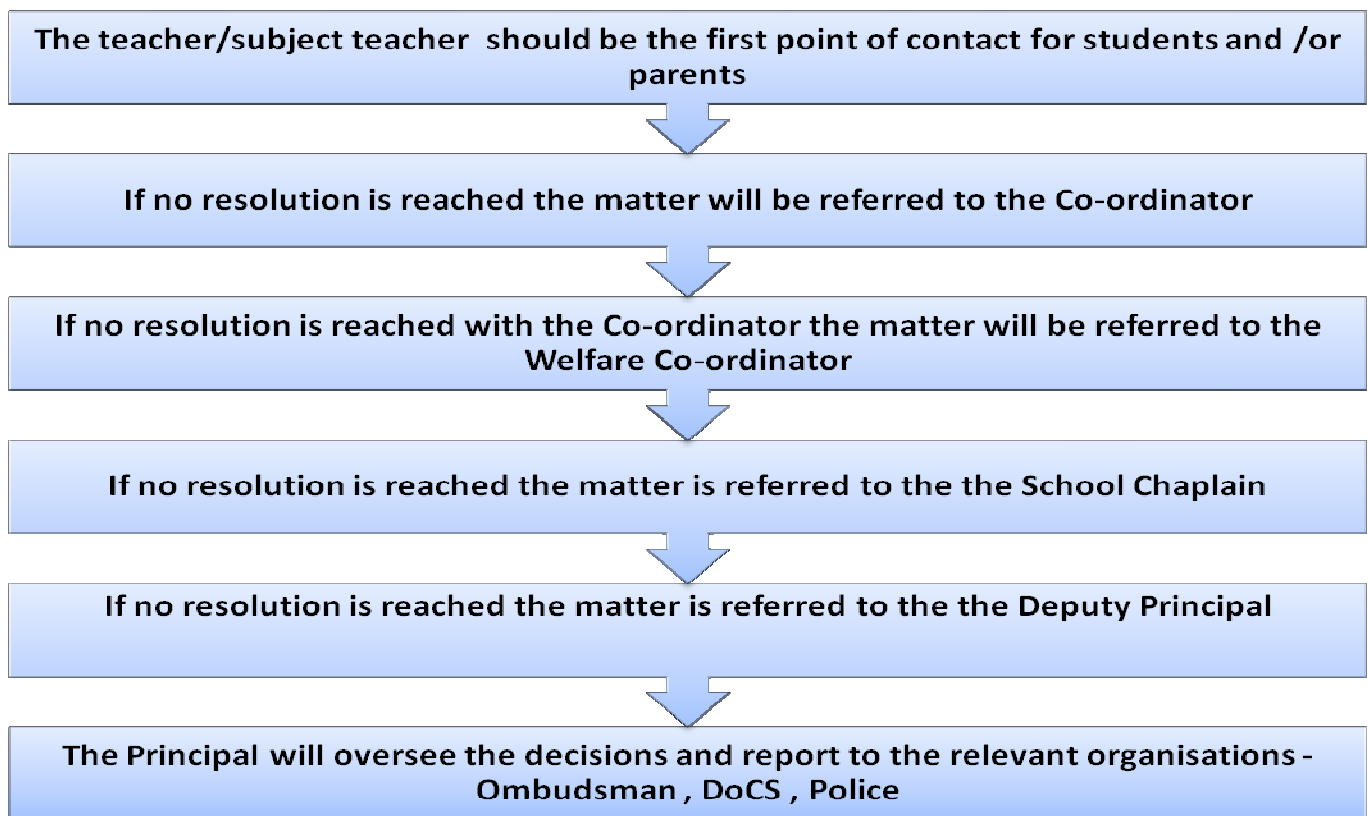 The teacher/subject teacher should be the first point of contact for students and /or
parents
If no resolution is reached the matter will be referred to the Co-ordinator
If no resolution is reached with the Co-ordinator the matter will be referred to the
Welfare Co-ordinator
If no resolution is reached the matter is referred to the the School Chaplain
If no resolution is reached the matter is referred to the the Deputy Principal
The Principal will oversee the decisions and report to the relevant organisations -
Ombudsman , DoCS , Police